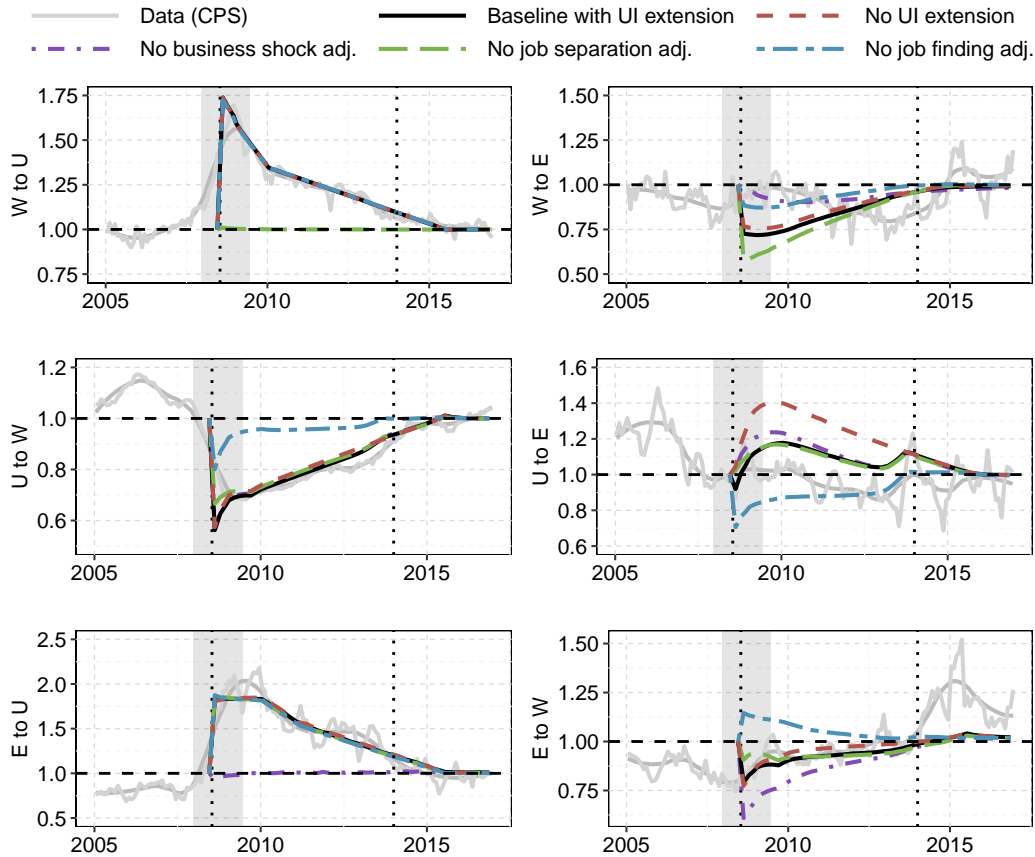 Data (CPS) Baseline with UI extension No UI extension
No business shock adj. No job separation adj. No job finding adj.
W to U
1.75
1.50
1.25
1.00
0.75
2005 2010 2015
W to E
1.50
1.25
1.00
0.75
0.50
2005 2010 2015
U to W
1.2
1.0
0.8
0.6
2005 2010 2015
U to E
1.6
1.4
1.2
1.0
0.8
0.6
2005 2010 2015
E to U
2.5
2.0
1.5
1.0
0.5
2005 2010 2015
E to W
1.50
1.25
1.00
0.75
2005 2010 2015